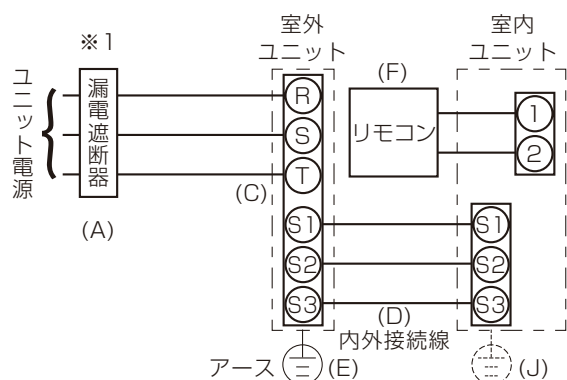 ※1
室外
ユニット
室内
ユニット
ユニット電源
漏電遮断器
(A)
R
S
T
(C)
(F)
リモコン
1
2
S1
S2
S3
S1
S2
S3
(D)
内外接続線
アース
(E)
(J)